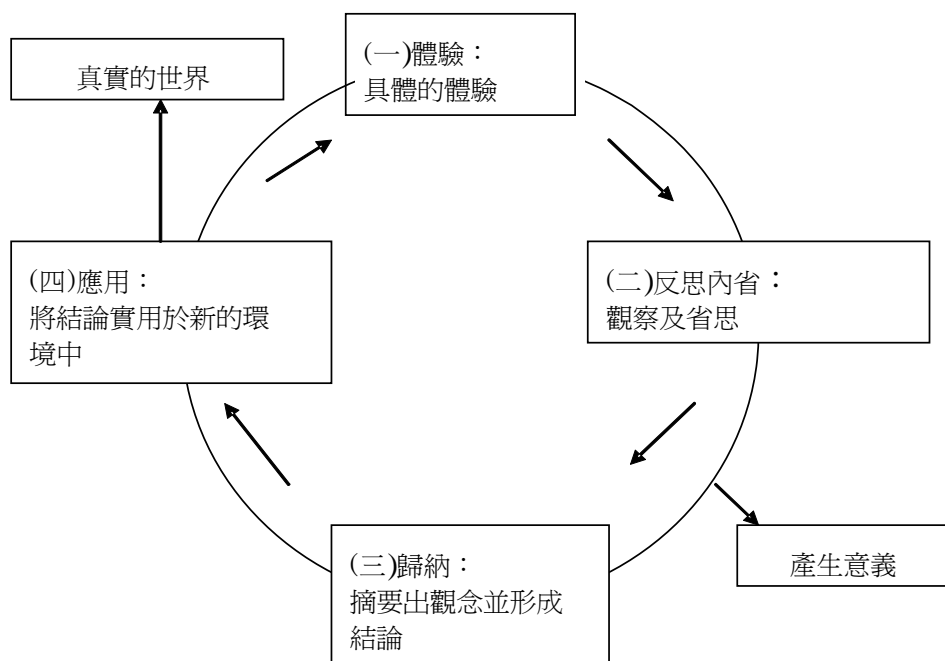 (一)體驗：
具體的體驗
真實的世界
(二)反思內省：
觀察及省思
(四)應用：
將結論實用於新的環
境中
(三)歸納：
摘要出觀念並形成
結論
產生意義